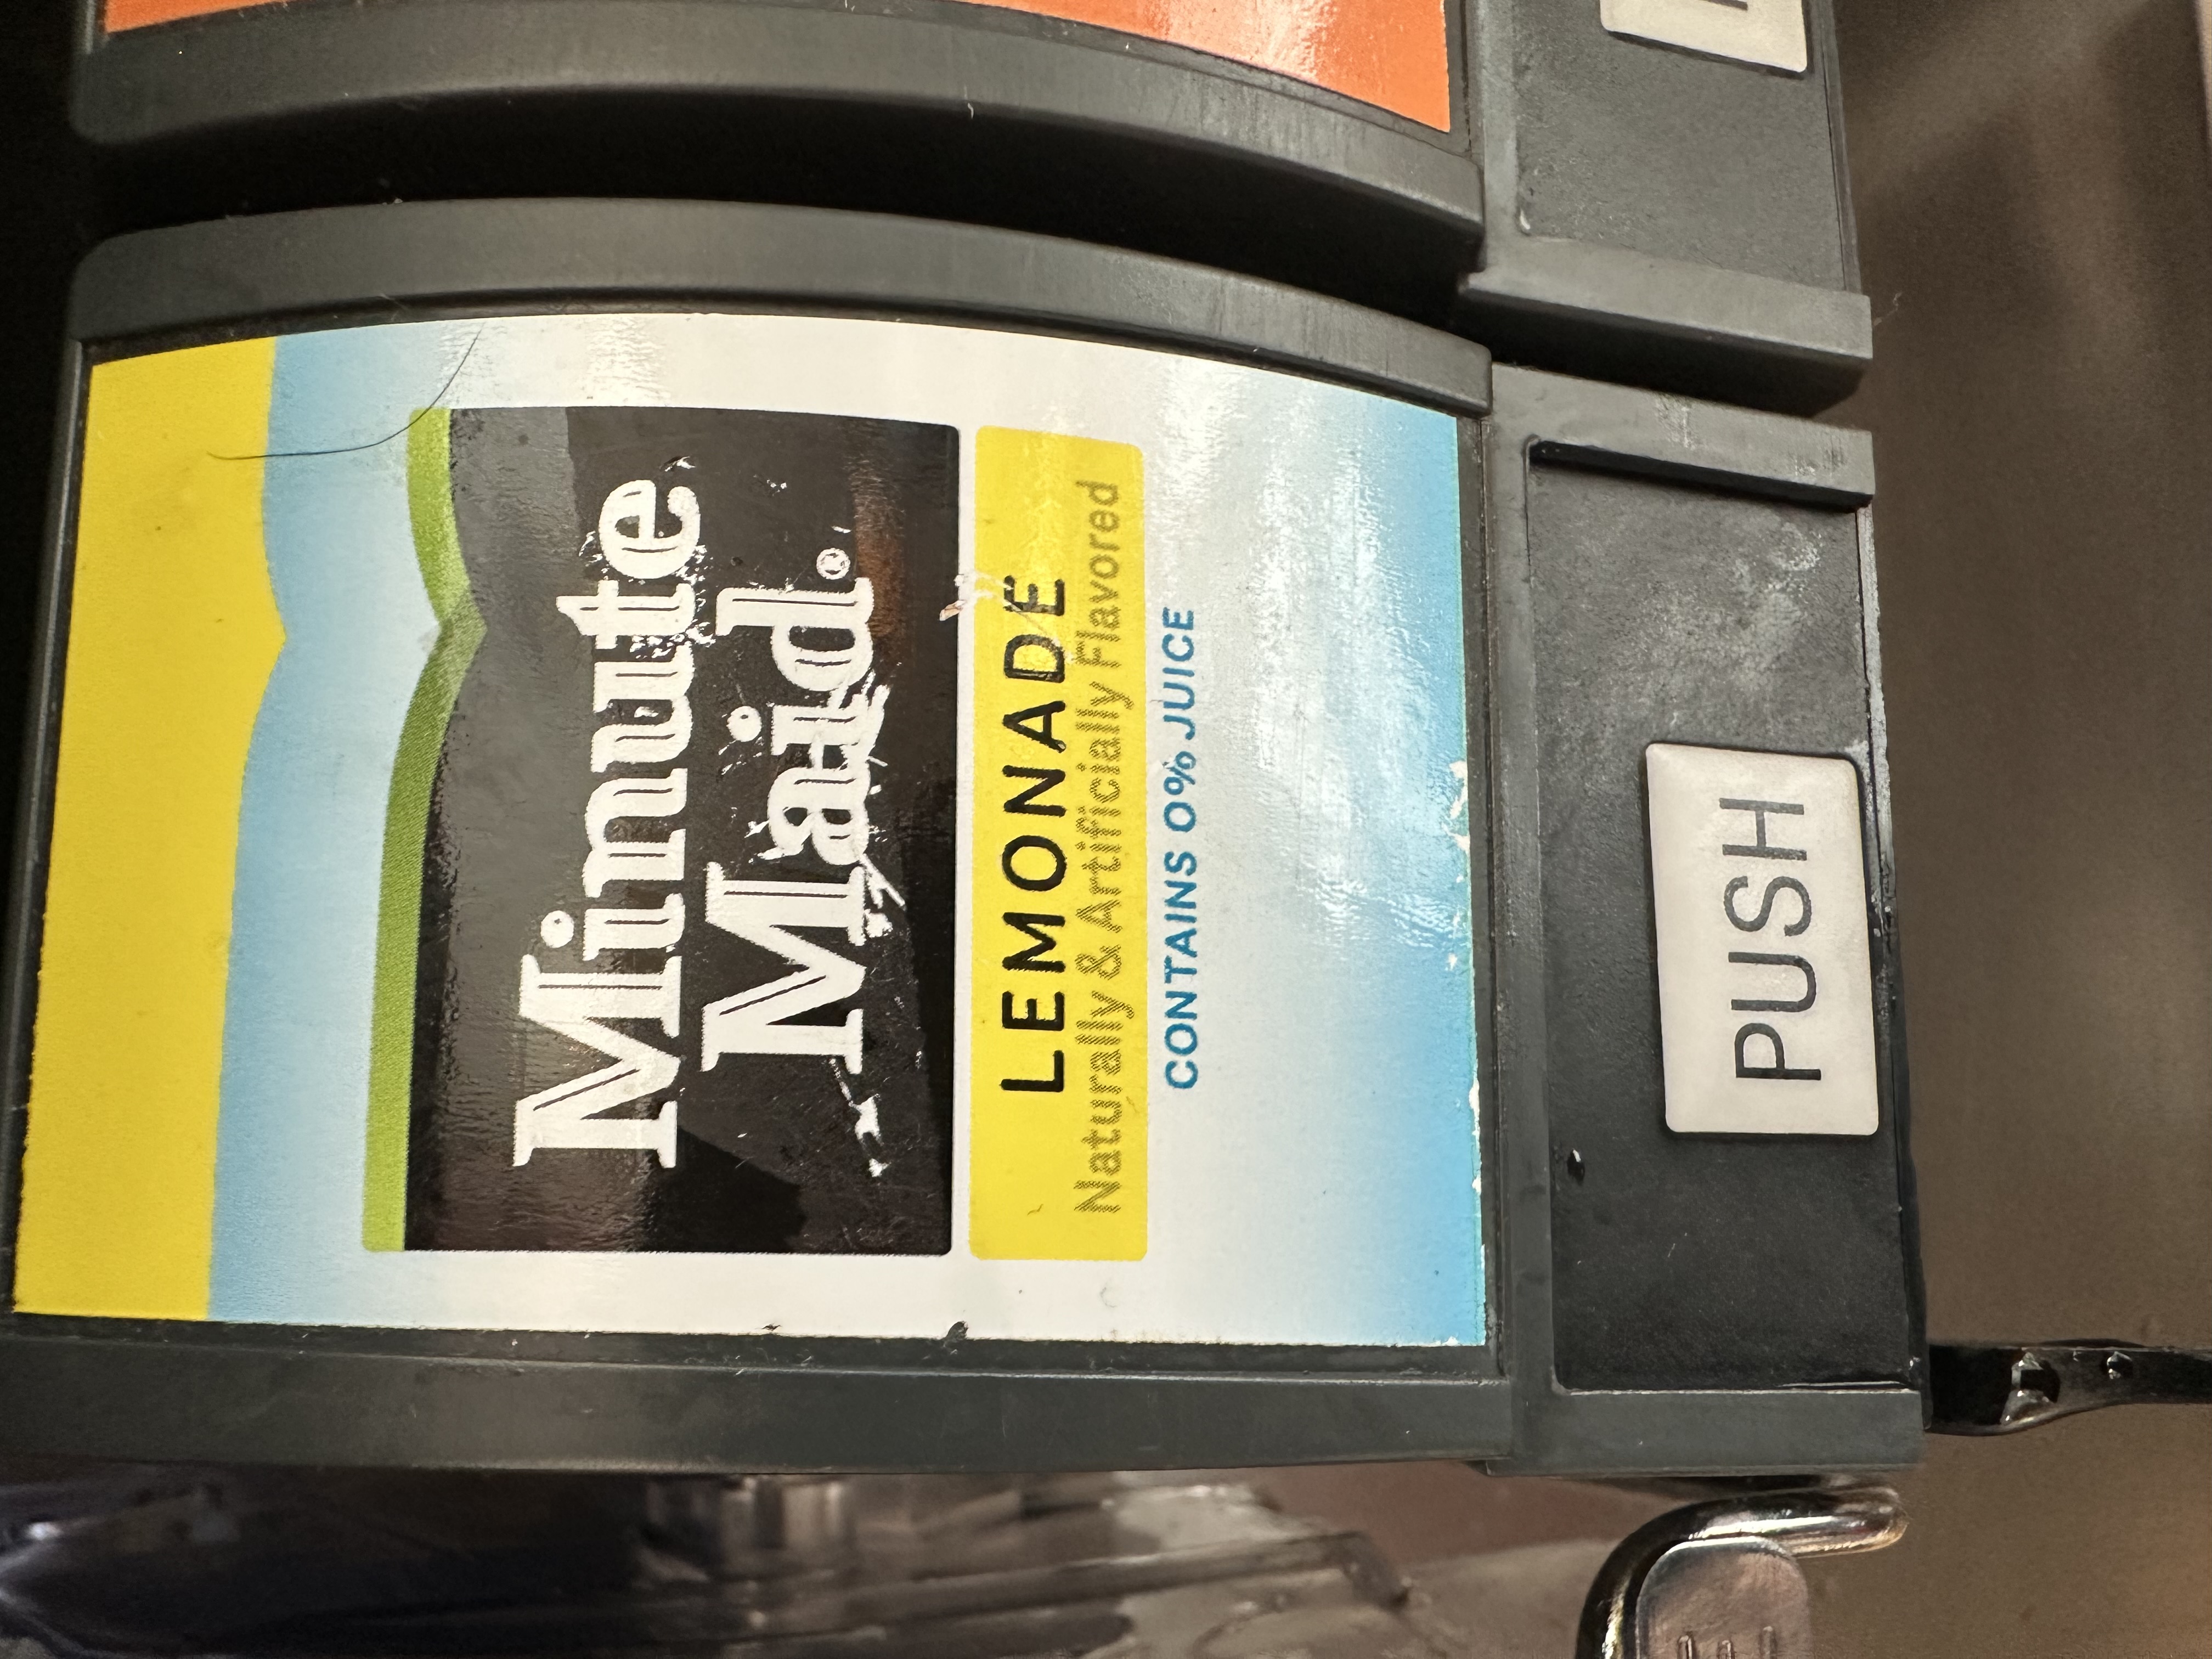 Minute
Maid®
LEMONADE
Naturally & Artificially Flavored
CONTAINS 0% JUICE
PUSH